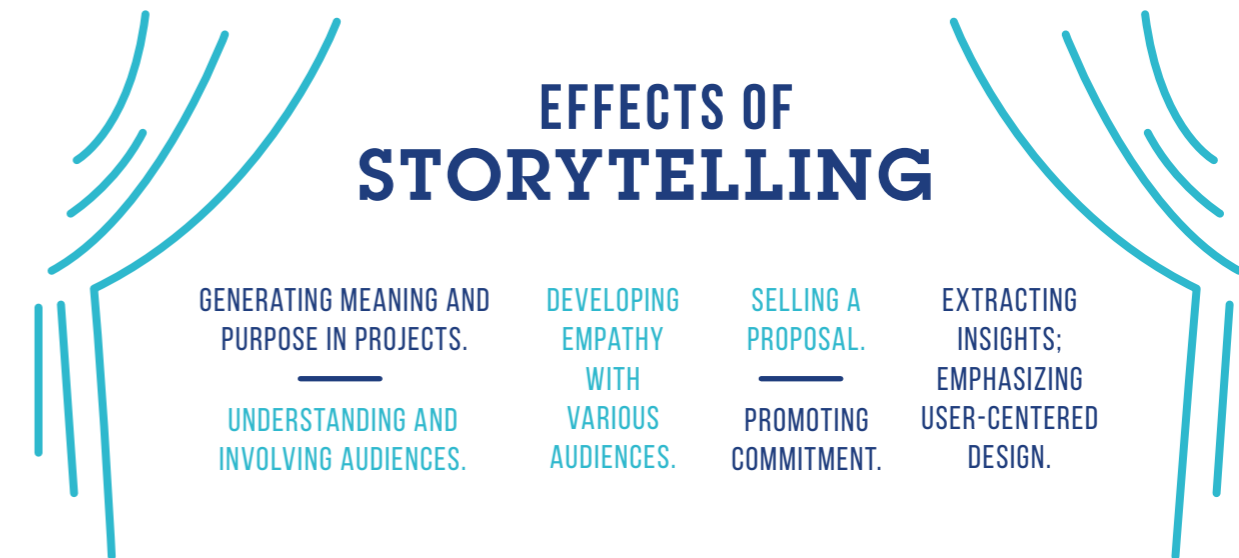 EFFECTS OF
STORYTELLING
GENERATING MEANING AND
PURPOSE IN PROJECTS.
UNDERSTANDING AND
INVOLVING AUDIENCES.
DEVELOPING
EMPATHY
WITH
VARIOUS
AUDIENCES.
SELLING A
PROPOSAL.
PROMOTING
COMMITMENT.
EXTRACTING
INSIGHTS;
EMPHASIZING
USER-CENTERED
DESIGN.